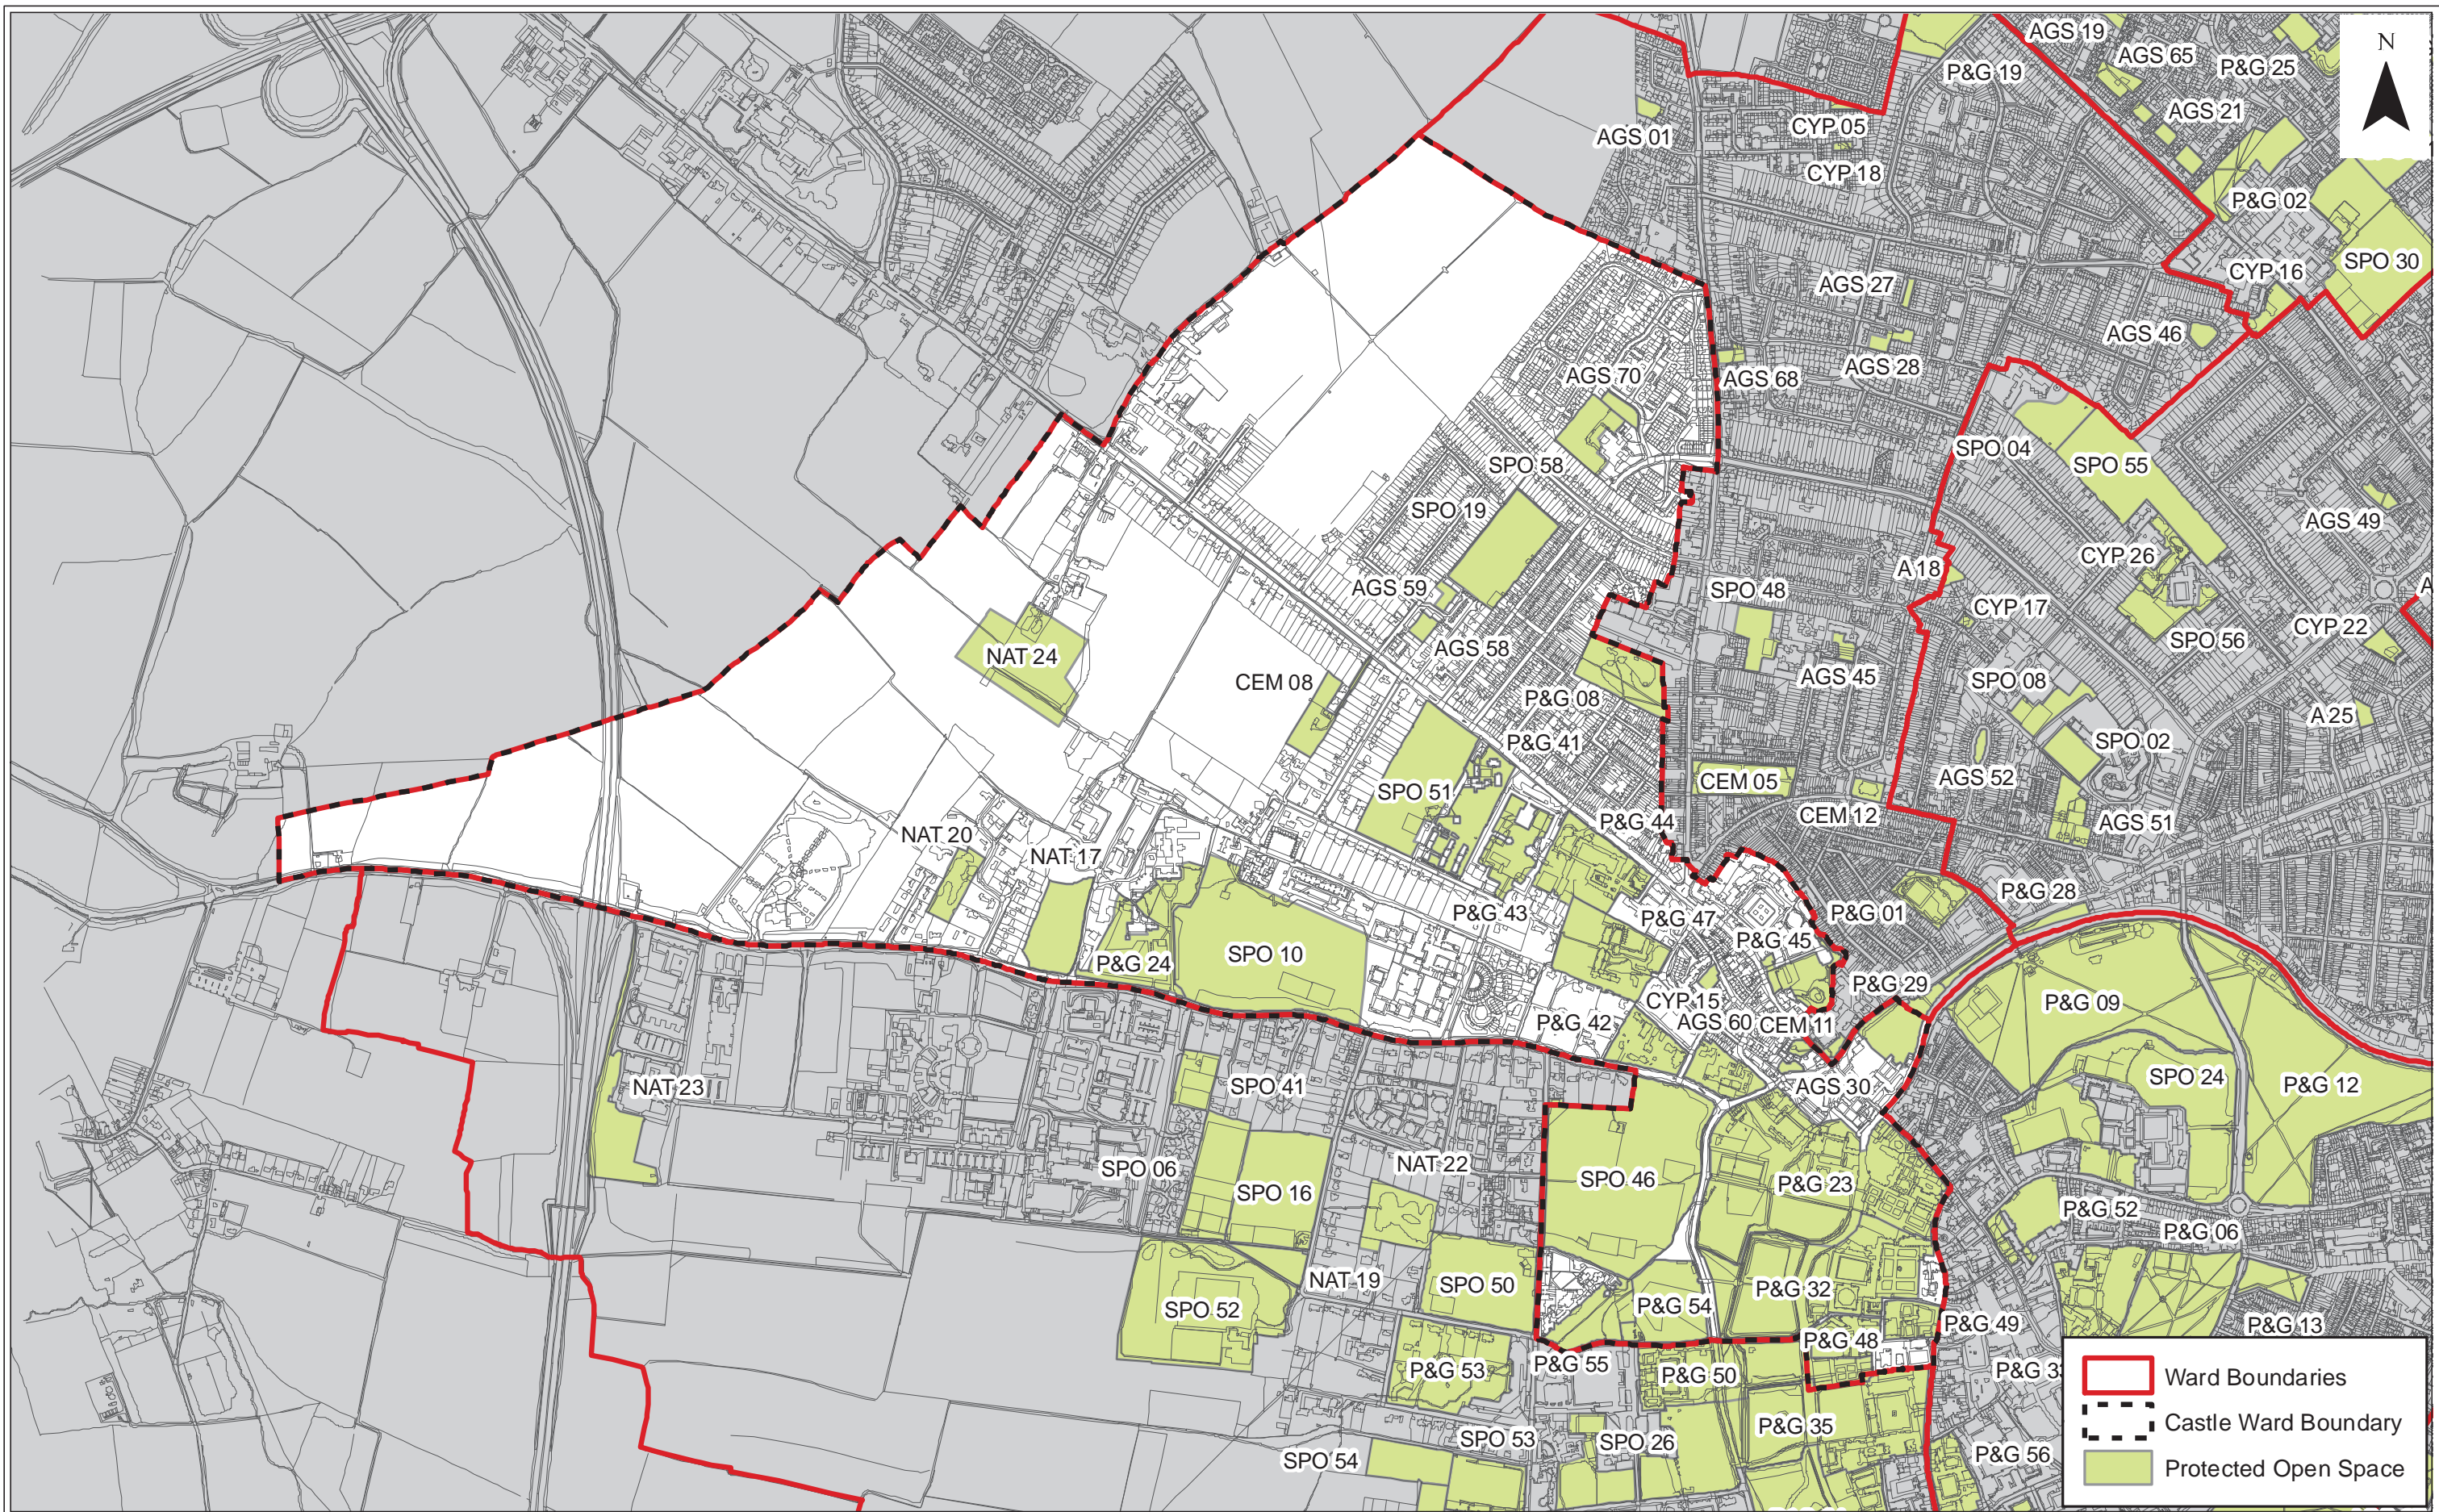 AGS 19
N
AGS 65
P&G 25
P&G 19
AGS 21
CYP 05
AGS 01
CYP 18
P&G 02
SPO 30
CYP 16
AGS 27
AGS 46
AGS 28
AGS 68
AGS 70
SPO 04
SPO 55
SPO 58
SPO 19
AGS 49
CYP 26
A 18
AGS 59
SPO 48
CYP 17
CYP 22
SPO 56
NAT 24
AGS 58
AGS 45
SPO 08
CEM 08
P&G 08
A 25
P&G 41
SPO 02
CEM 05
AGS 52
SPO 51
CEM 12
P&G 44
AGS 51
NAT 20
NAT 17
P&G 28
P&G 43
P&G 47
P&G 01
P&G 45
SPO 10
P&G 24
P&G 29
CYP 15
P&G 09
P&G 42
AGS 60
CEM 11
SPO 24
P&G 12
NAT 23
SPO 41
AGS 30
SPO 06
NAT 22
SPO 16
SPO 46
P&G 23
P&G 52
P&G 06
NAT 19
SPO 50
SPO 52
P&G 54
P&G 32
P&G 49
P&G 13
P&G 48
P&G 55
P&G 53
P&G 50
P&G 35
SPO 53
SPO 26
SPO 54
P&G 56
Ward Boundaries
Castle Ward Boundary
Protected Open Space